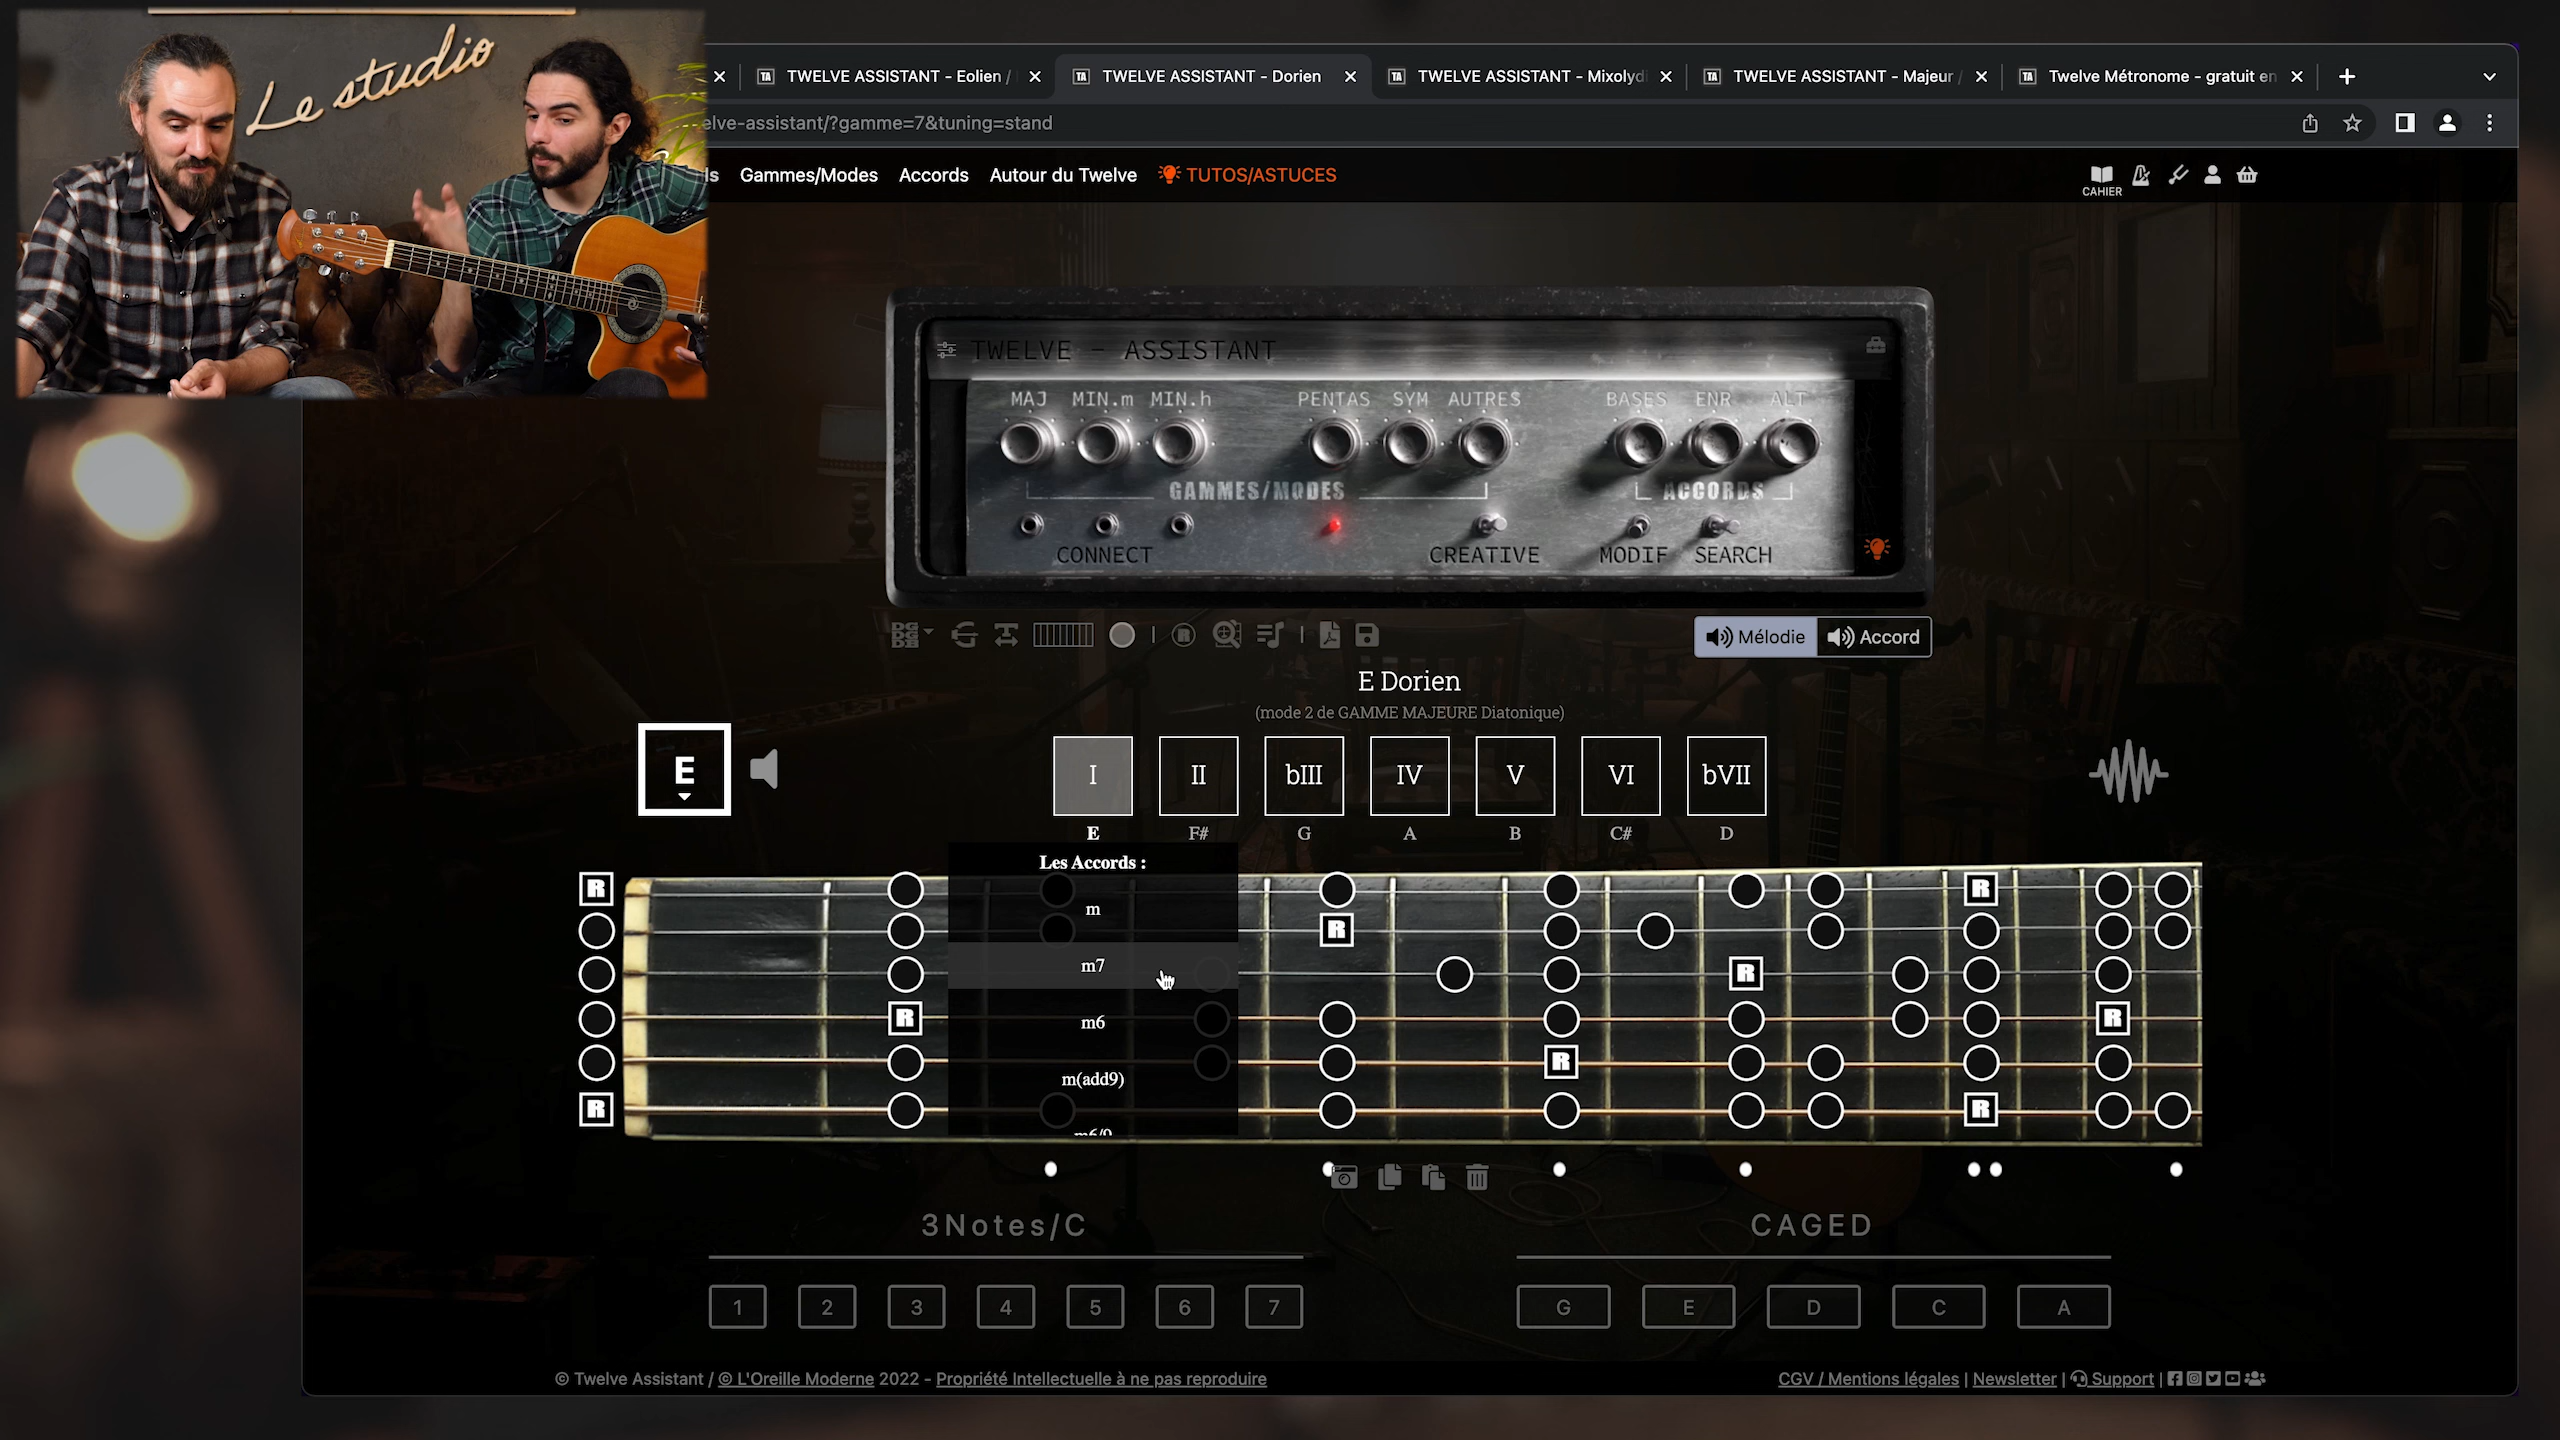 Le studio
TWELVE ASSISTANT - Eolien /
TWELVE ASSISTANT - Dorien
TWELVE ASSISTANT - Mixolyd
TWELVE ASSISTANT - Majeur /
Twelve Métronome - gratuit en
elve-assistant/?gamme=7&tuning=stand
ls Gammes/Modes Accords Autour du Twelve TUTOS/ASTUCES
CAHIER
TWELVE - ASSISTANT
MAJ MIN.m MIN.h PENTAS SYM AUTRES BASES ENR ALT
GAMMES/MODES ACCORDS
CONNECT CREATIVE MODIF SEARCH
Mélodie Accord
E Dorien
(mode 2 de GAMME MAJEURE Diatonique)
E
I II bIII IV V VI bVII
E F# G A B C# D
Les Accords :
m
m7
m6
m(add9)
m6/9
R R
R
R
R R
R
R R
3Notes/C CAGED
1 2 3 4 5 6 7 G E D C A
© Twelve Assistant / © L'Oreille Moderne 2022 - Propriété Intellectuelle à ne pas reproduire
CGV / Mentions légales | Newsletter | Support |